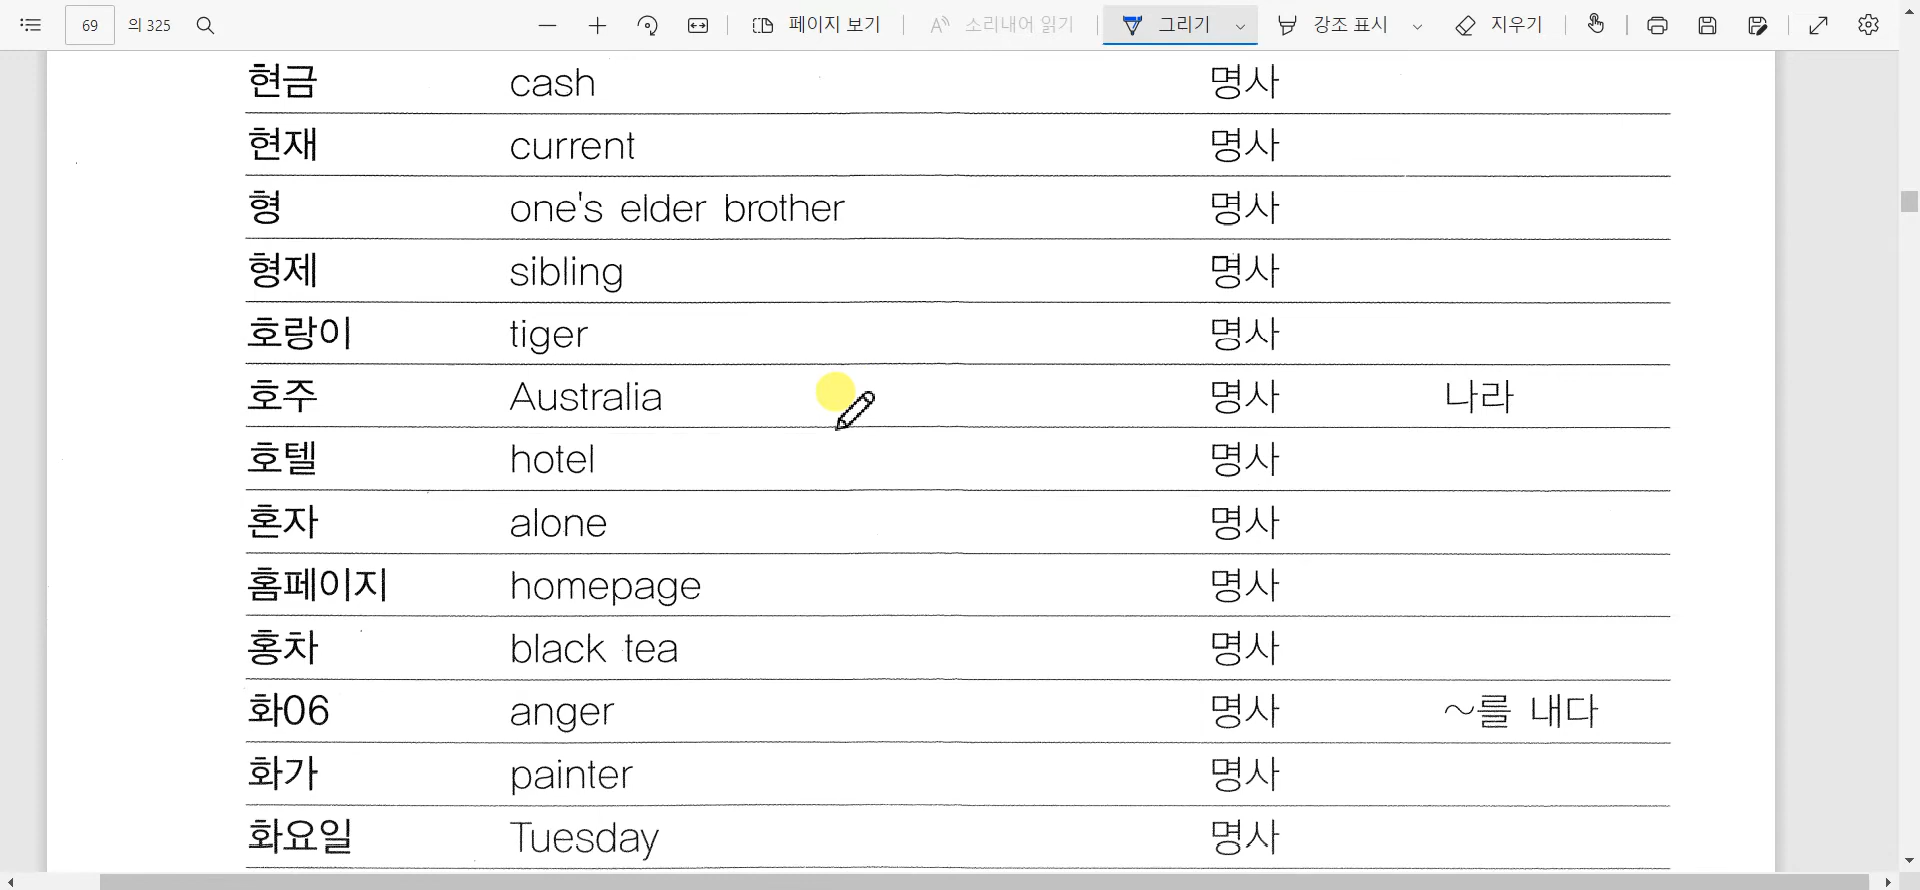 69 의 325 페이지 보기 소리내어 읽기 그리기 강조 표시 지우기
현금 cash 명사
현재 current 명사
형 one's elder brother 명사
형제 sibling 명사
호랑이 tiger 명사
호주 Australia 명사 나라
호텔 hotel 명사
혼자 alone 명사
홈페이지 homepage 명사
홍차 black tea 명사
화06 anger 명사 ~를 내다
화가 painter 명사
화요일 Tuesday 명사